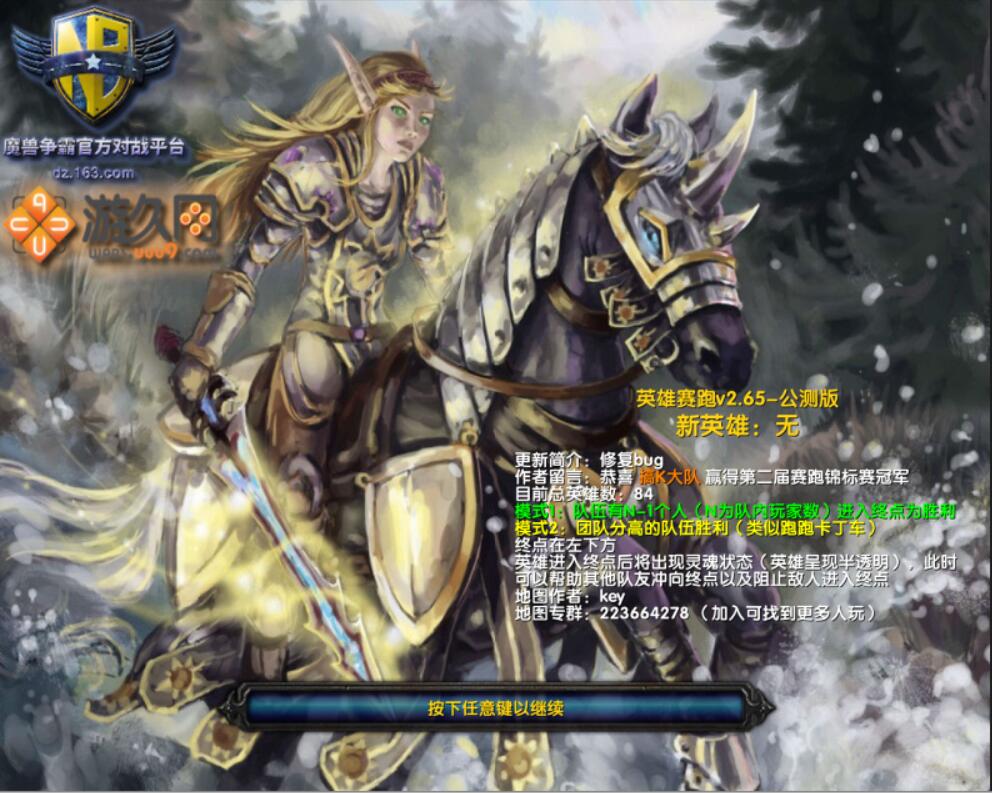 魔兽争霸官方对战平台
dz.163.com
游久网
www.uuu9.com
英雄赛跑v2.65-公测版
新英雄：无
更新简介：修复bug
作者留言：恭喜 搞K大队 赢得第二届赛跑锦标赛冠军
目前总英雄数：84
模式1：队伍有N-1个人（N为队内玩家数）进入终点为胜利
模式2：团队分高的队伍胜利（类似跑跑卡丁车）
终点在左下方
英雄进入终点后将出现灵魂状态（英雄呈现半透明），此时
可以帮助其他队友冲向终点以及阻止敌人进入终点
地图作者：key
地图专群：223664278（加入可找到更多人玩）
按下任意键以继续